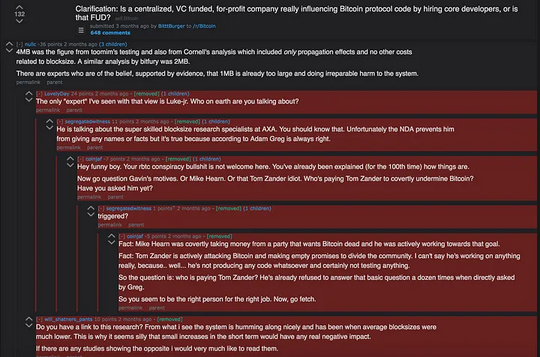 132
Clarification: Is a centralized, VC funded, for-profit company really influencing Bitcoin protocol code by hiring core developers, or is
that FUD?
submitted 3 months ago by BitttBurger to /r/Bitcoin
648 comments
[-] nullc -36 points 2 months ago (3 children)
4MB was the figure from toomim's testing and also from Cornell's analysis which included only propagation effects and no other costs
related to blocksize. A similar analysis by bitfury was 2MB.
There are experts who are of the belief, supported by evidence, that 1MB is already too large and doing irreparable harm to the system.
permalink parent
[-] LovelyDay 24 points 2 months ago - [removed] (1 children)
The only "expert" I've seen with that view is Luke-jr. Who on earth are you talking about?
permalink parent
[-] segregatedwitness 11 points 2 months ago - [removed] (1 children)
He is talking about the super skilled blocksize research specialists at AXA. You should know that. Unfortunately the NDA prevents him
from giving any names or facts but it's true because according to Adam Greg is always right.
permalink parent
[-] cpinjaf -7 points 2 months ago - [removed] (1 children)
Hey funny boy. Your rbtc conspiracy bullshit is not welcome here. You've already been explained (for the 100th time) how things are.
Now go question Gavin's motives. Or Mike Hearn. Or that Tom Zander idiot. Who's paying Tom Zander to covertly undermine Bitcoin?
Have you asked him yet?
permalink parent
[-] segregatedwitness 3 points 2 months ago - [removed] (1 children)
triggered?
permalink parent
[-] cpinjaf -5 points 2 months ago - [removed]
Fact: Mike Hearn was covertly taking money from a party that wants Bitcoin dead and he was actively working towards that goal.
Fact: Tom Zander is actively attacking Bitcoin and making empty promises to divide the community. I can't say he's working on anything
really, because.. well... he's not producing any code whatsoever and certainly not testing anything.
So the question is: who is paying Tom Zander? He's already refused to answer that basic question a dozen times when directly asked
by Greg.
So you seem to be the right person for the right job. Now, go fetch.
permalink parent
[-] will_shatners_pants 10 points 2 months ago - [removed]
Do you have a link to this research? From what i see the system is humming along nicely and has been when average blocksizes were
much lower. This is why it seems silly that small increases in the short term would have any real negative impact.
If there are any studies showing the opposite i would very much like to read them.